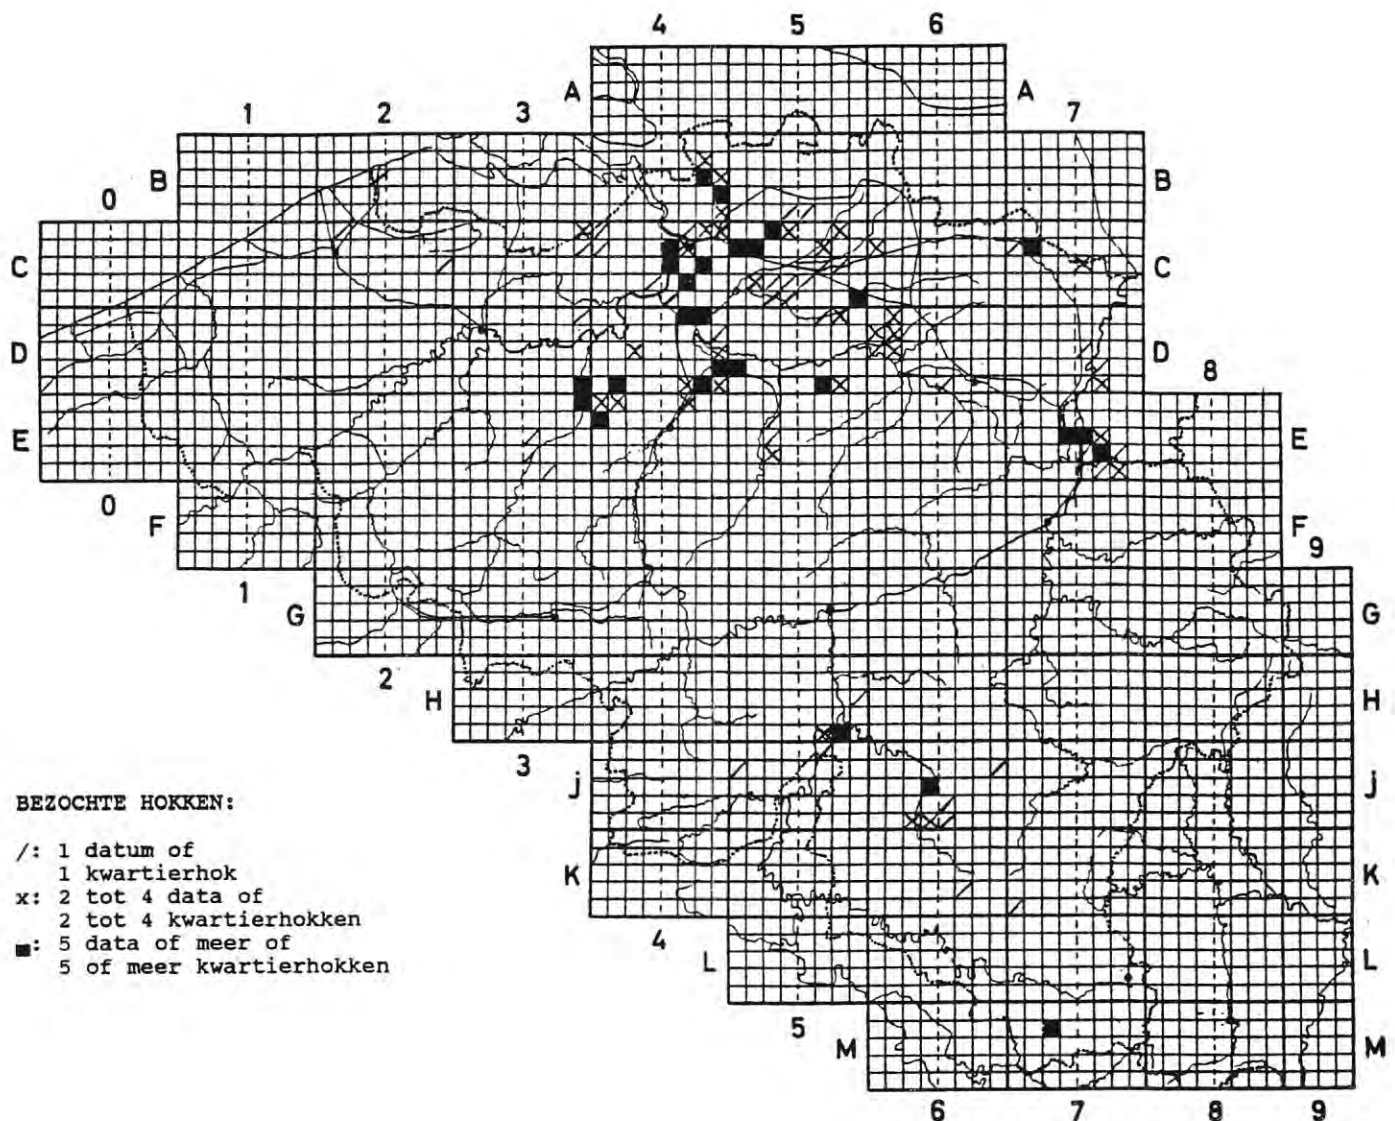 4 5 6
A A
1 2 3 7
0 B B
C C
D D
8
E E
0 F F
9
1 G G
2 H H
3
j J
BEZOCHTE HOKKEN:
/: 1 datum of
1 kwartierhok
x: 2 tot 4 data of
2 tot 4 kwartierhokken
■: 5 data of meer of
5 of meer kwartierhokken
K K
4 L L
5 M M
6 7 8 9